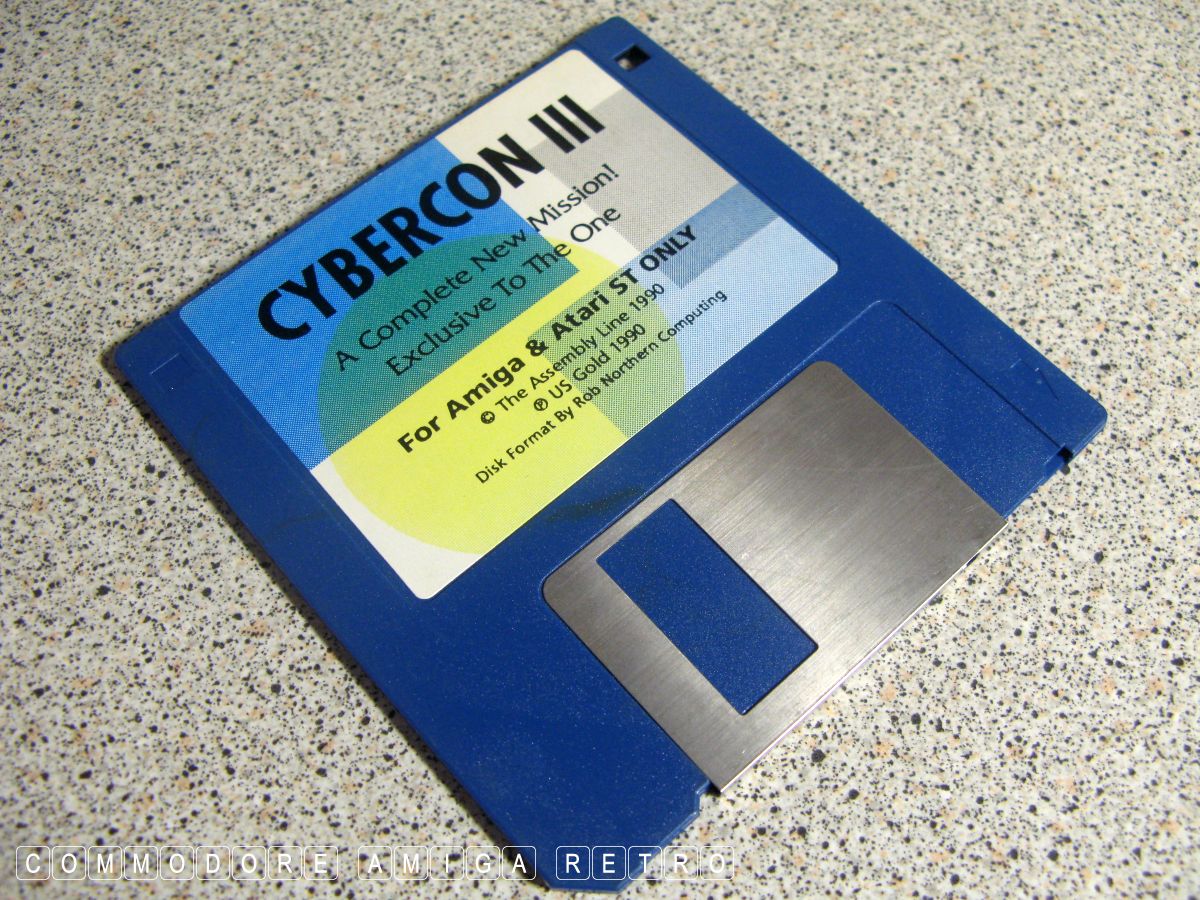 CYBERCON III
A Complete New Mission!
Exclusive To The One
For Amiga & Atari ST ONLY
© The Assembly Line 1990
℗ US Gold 1990
Disk Format By Rob Northern Computing
COMMODORE AMIGA RETRO